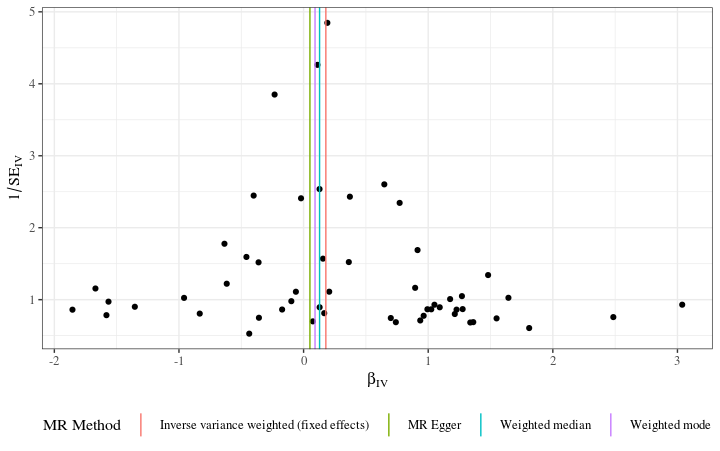 5
4
3
2
1
1/SE_IV
-2
-1
0
1
2
3
β_IV
MR Method
Inverse variance weighted (fixed effects)
MR Egger
Weighted median
Weighted mode